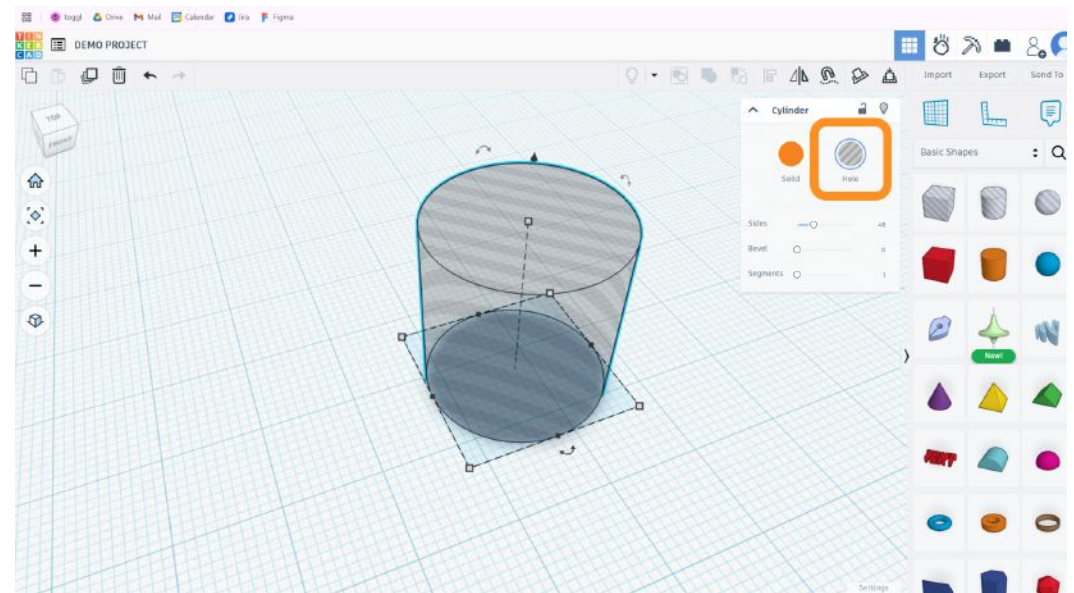 toggl Drive Mail Calendar Jira Figma
TIN
KER
CAD
DEMO PROJECT
Import Export Send To
TOP
FRONT
Cylinder
Solid Hole
Sides 48
Bevel 0
Segments 1
Basic Shapes
New!
TEXT
Settings